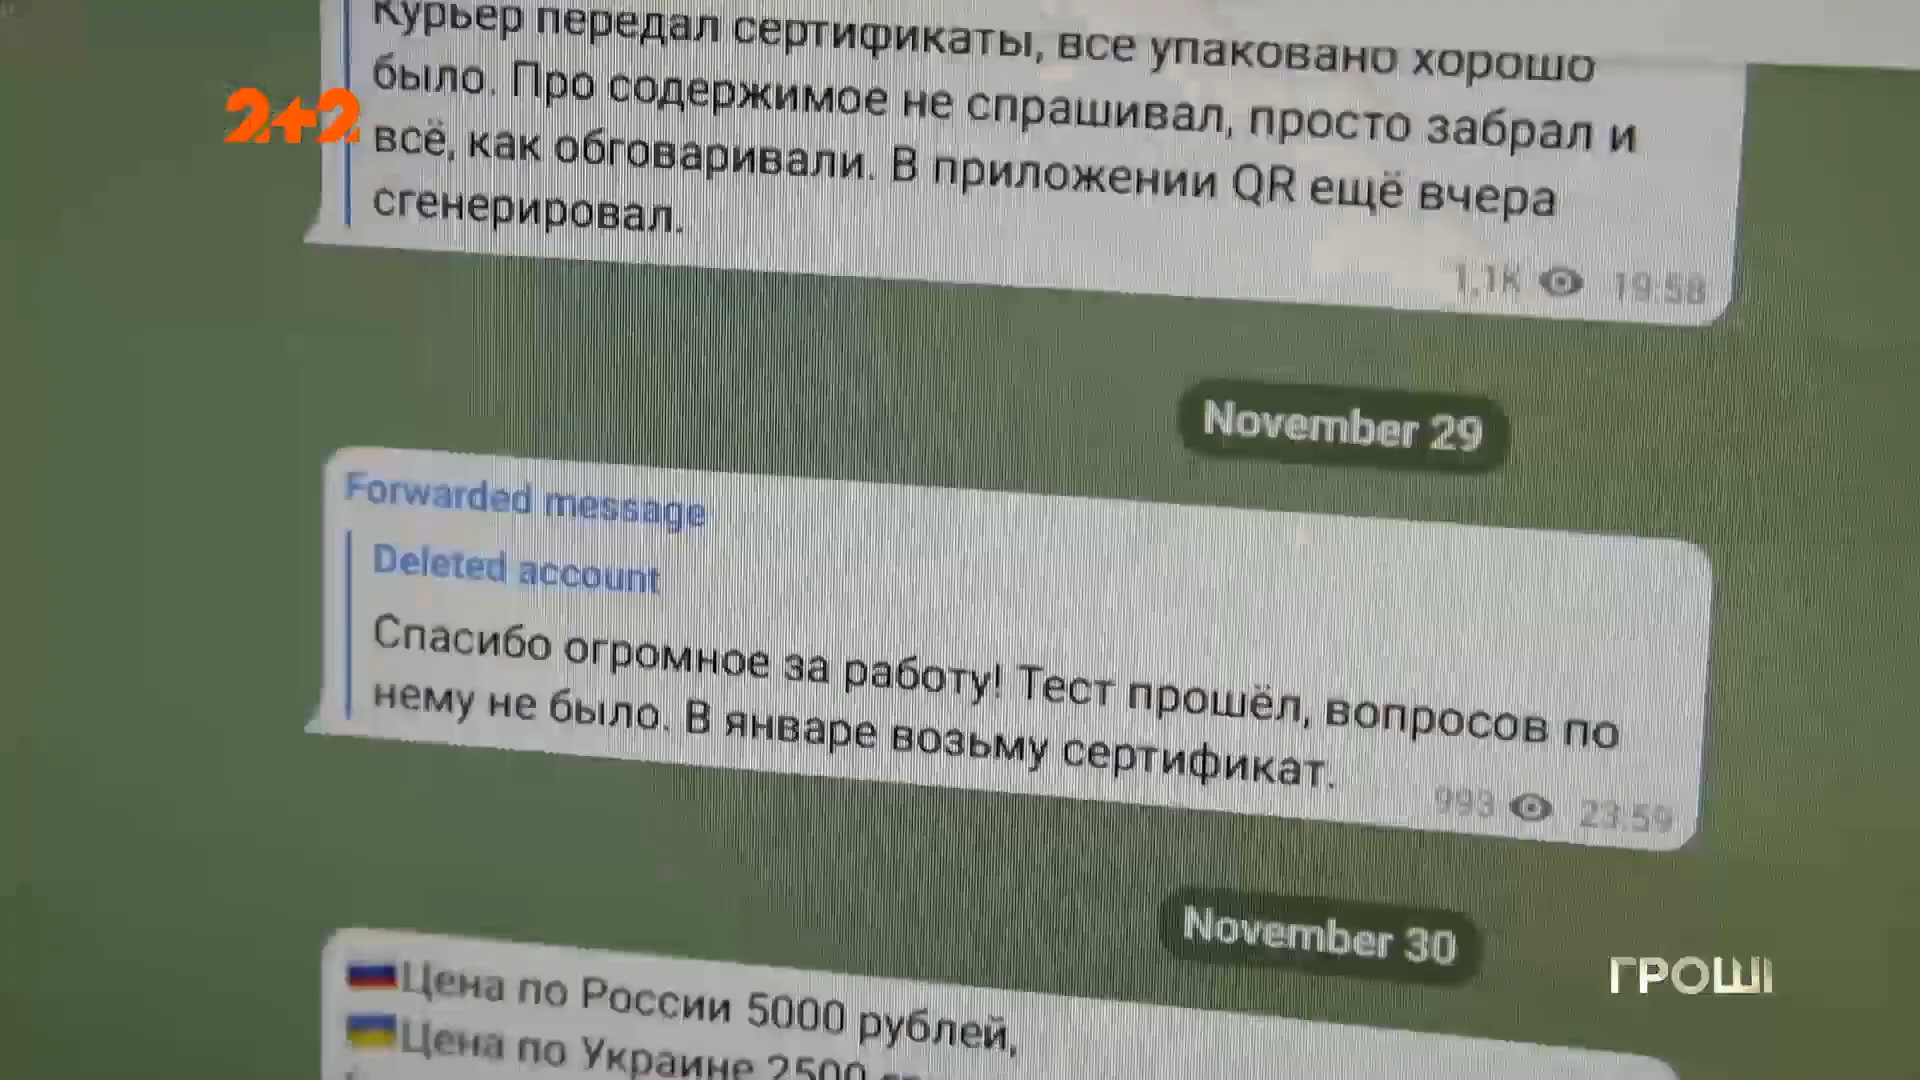 Курьер передал сертификаты, все упаковано хорошо
было. Про содержимое не спрашивал, просто забрал и
2+2
всё, как обговаривали. В приложении QR ещё вчера
сгенерировал.
1,1K 19:58
November 29
Forwarded message
Deleted account
Спасибо огромное за работу! Тест прошёл, вопросов по
нему не было. В январе возьму сертификат.
993 23:59
November 30
Цена по России 5000 рублей,
ГРОШІ
Цена по Украине 2500